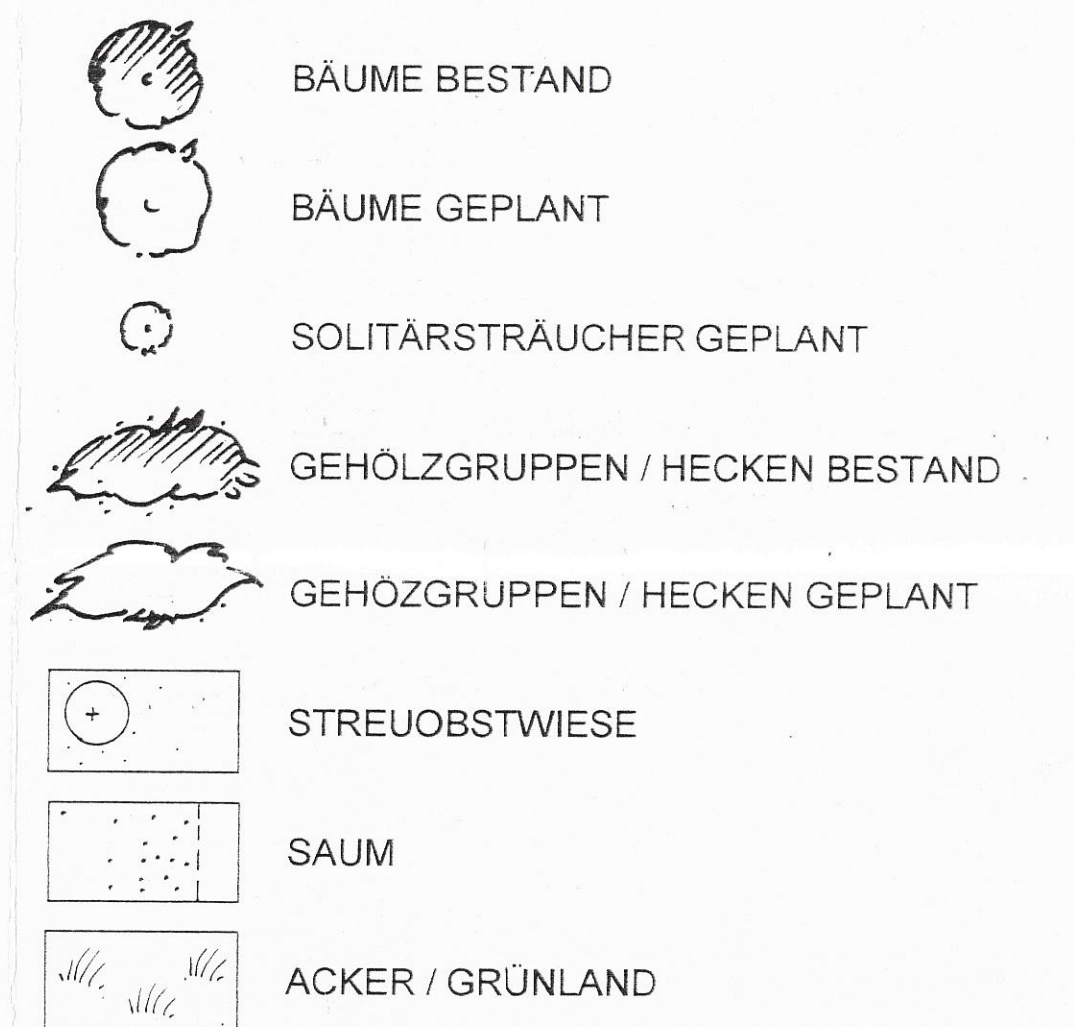 BÄUME BESTAND
BÄUME GEPLANT
SOLITÄRSTRÄUCHER GEPLANT
GEHÖLZGRUPPEN / HECKEN BESTAND
GEHÖZGRUPPEN / HECKEN GEPLANT
STREUOBSTWIESE
SAUM
ACKER / GRÜNLAND